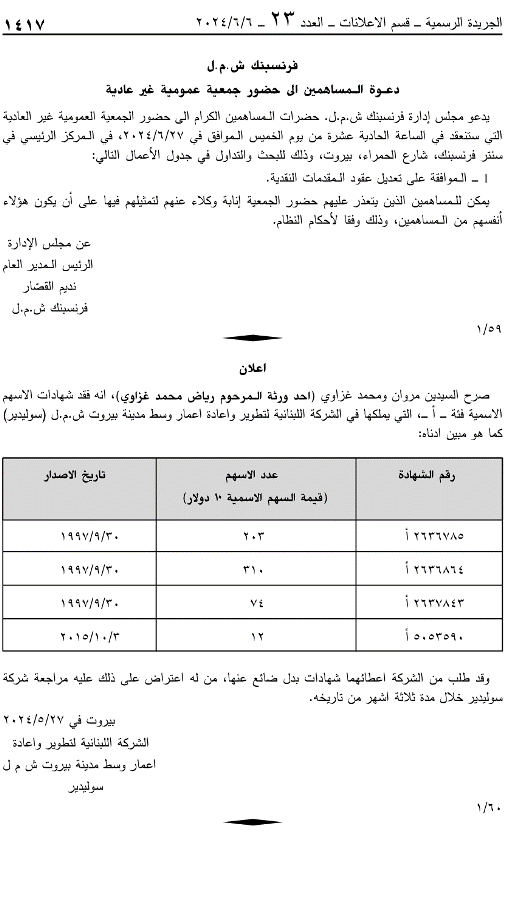 الجريدة الرسمية ــ قسم الاعلانات ــ العدد ٢٣ ــ ٢٠٢٤/٦/٦
١٤١٧
فرنسبنك ش.م.ل
دعوة المساهمين الى حضور جمعية عمومية غير عادية
يدعو مجلس إدارة فرنسبنك ش.م.ل. حضرات المساهمين الكرام الى حضور الجمعية العمومية غير العادية
التي ستنعقد في الساعة الحادية عشرة من يوم الخميس الموافق في ٢٠٢٤/٦/٢٧، في المركز الرئيسي في
سنتر فرنسبنك، شارع الحمراء، بيروت، وذلك للبحث والتداول في جدول الأعمال التالي:
١ ــ الموافقة على تعديل عقود المقدمات النقدية.
يمكن للمساهمين الذين يتعذر عليهم حضور الجمعية إنابة وكلاء عنهم لتمثيلهم فيها على أن يكون هؤلاء
أنفسهم من المساهمين، وذلك وفقا لأحكام النظام.
عن مجلس الإدارة
الرئيس المدير العام
نديم القصّار
فرنسبنك ش.م.ل
١/٥٩
اعلان
صرح السيدين مروان ومحمد غزاوي (احد ورثة المرحوم رياض محمد غزاوي)، انه فقد شهادات الاسهم
الاسمية فئة ــ أ ــ، التي يملكها في الشركة اللبنانية لتطوير واعادة اعمار وسط مدينة بيروت ش.م.ل (سوليدير)
كما هو مبين ادناه:
رقم الشهادة
عدد الاسهم
(قيمة السهم الاسمية ١٠ دولار)
تاريخ الاصدار
٢٦٣٦٧٨٥ أ
٢٠٣
١٩٩٧/٩/٣٠
٢٦٣٦٨٦٤ أ
٣١٠
١٩٩٧/٩/٣٠
٢٦٣٧٨٤٣ أ
٧٤
١٩٩٧/٩/٣٠
٥٠٥٣٥٩٠ أ
١٢
٢٠١٥/١٠/٣
وقد طلب من الشركة اعطائهما شهادات بدل ضائع عنها، من له اعتراض على ذلك عليه مراجعة شركة
سوليدير خلال مدة ثلاثة اشهر من تاريخه.
بيروت في ٢٠٢٤/٥/٢٧
الشركة اللبنانية لتطوير واعادة
اعمار وسط مدينة بيروت ش م ل
سوليدير
١/٦٠